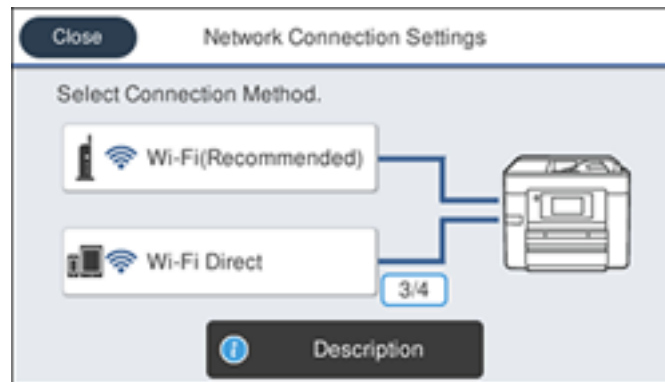 Close
Network Connection Settings
Select Connection Method.
Wi-Fi(Recommended)
Wi-Fi Direct
3/4
i Description